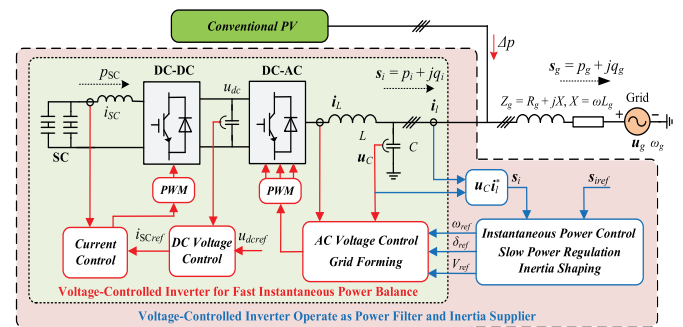 Conventional PV
Δp
s_g = p_g + jq_g
DC-DC
DC-AC
p_SC
u_dc
s_i = p_i + jq_i
i_SC
i_L
i_l
Z_g = R_g + jX, X = ωL_g
Grid
+
−
u_g ω_g
SC
L
C
u_C
PWM
PWM
u_C i_l^*
s_i
s_iref
Current Control
i_SCref
DC Voltage Control
u_dcref
AC Voltage Control
Grid Forming
ω_ref
δ_ref
V_ref
Instantaneous Power Control
Slow Power Regulation
Inertia Shaping
Voltage-Controlled Inverter for Fast Instantaneous Power Balance
Voltage-Controlled Inverter Operate as Power Filter and Inertia Supplier